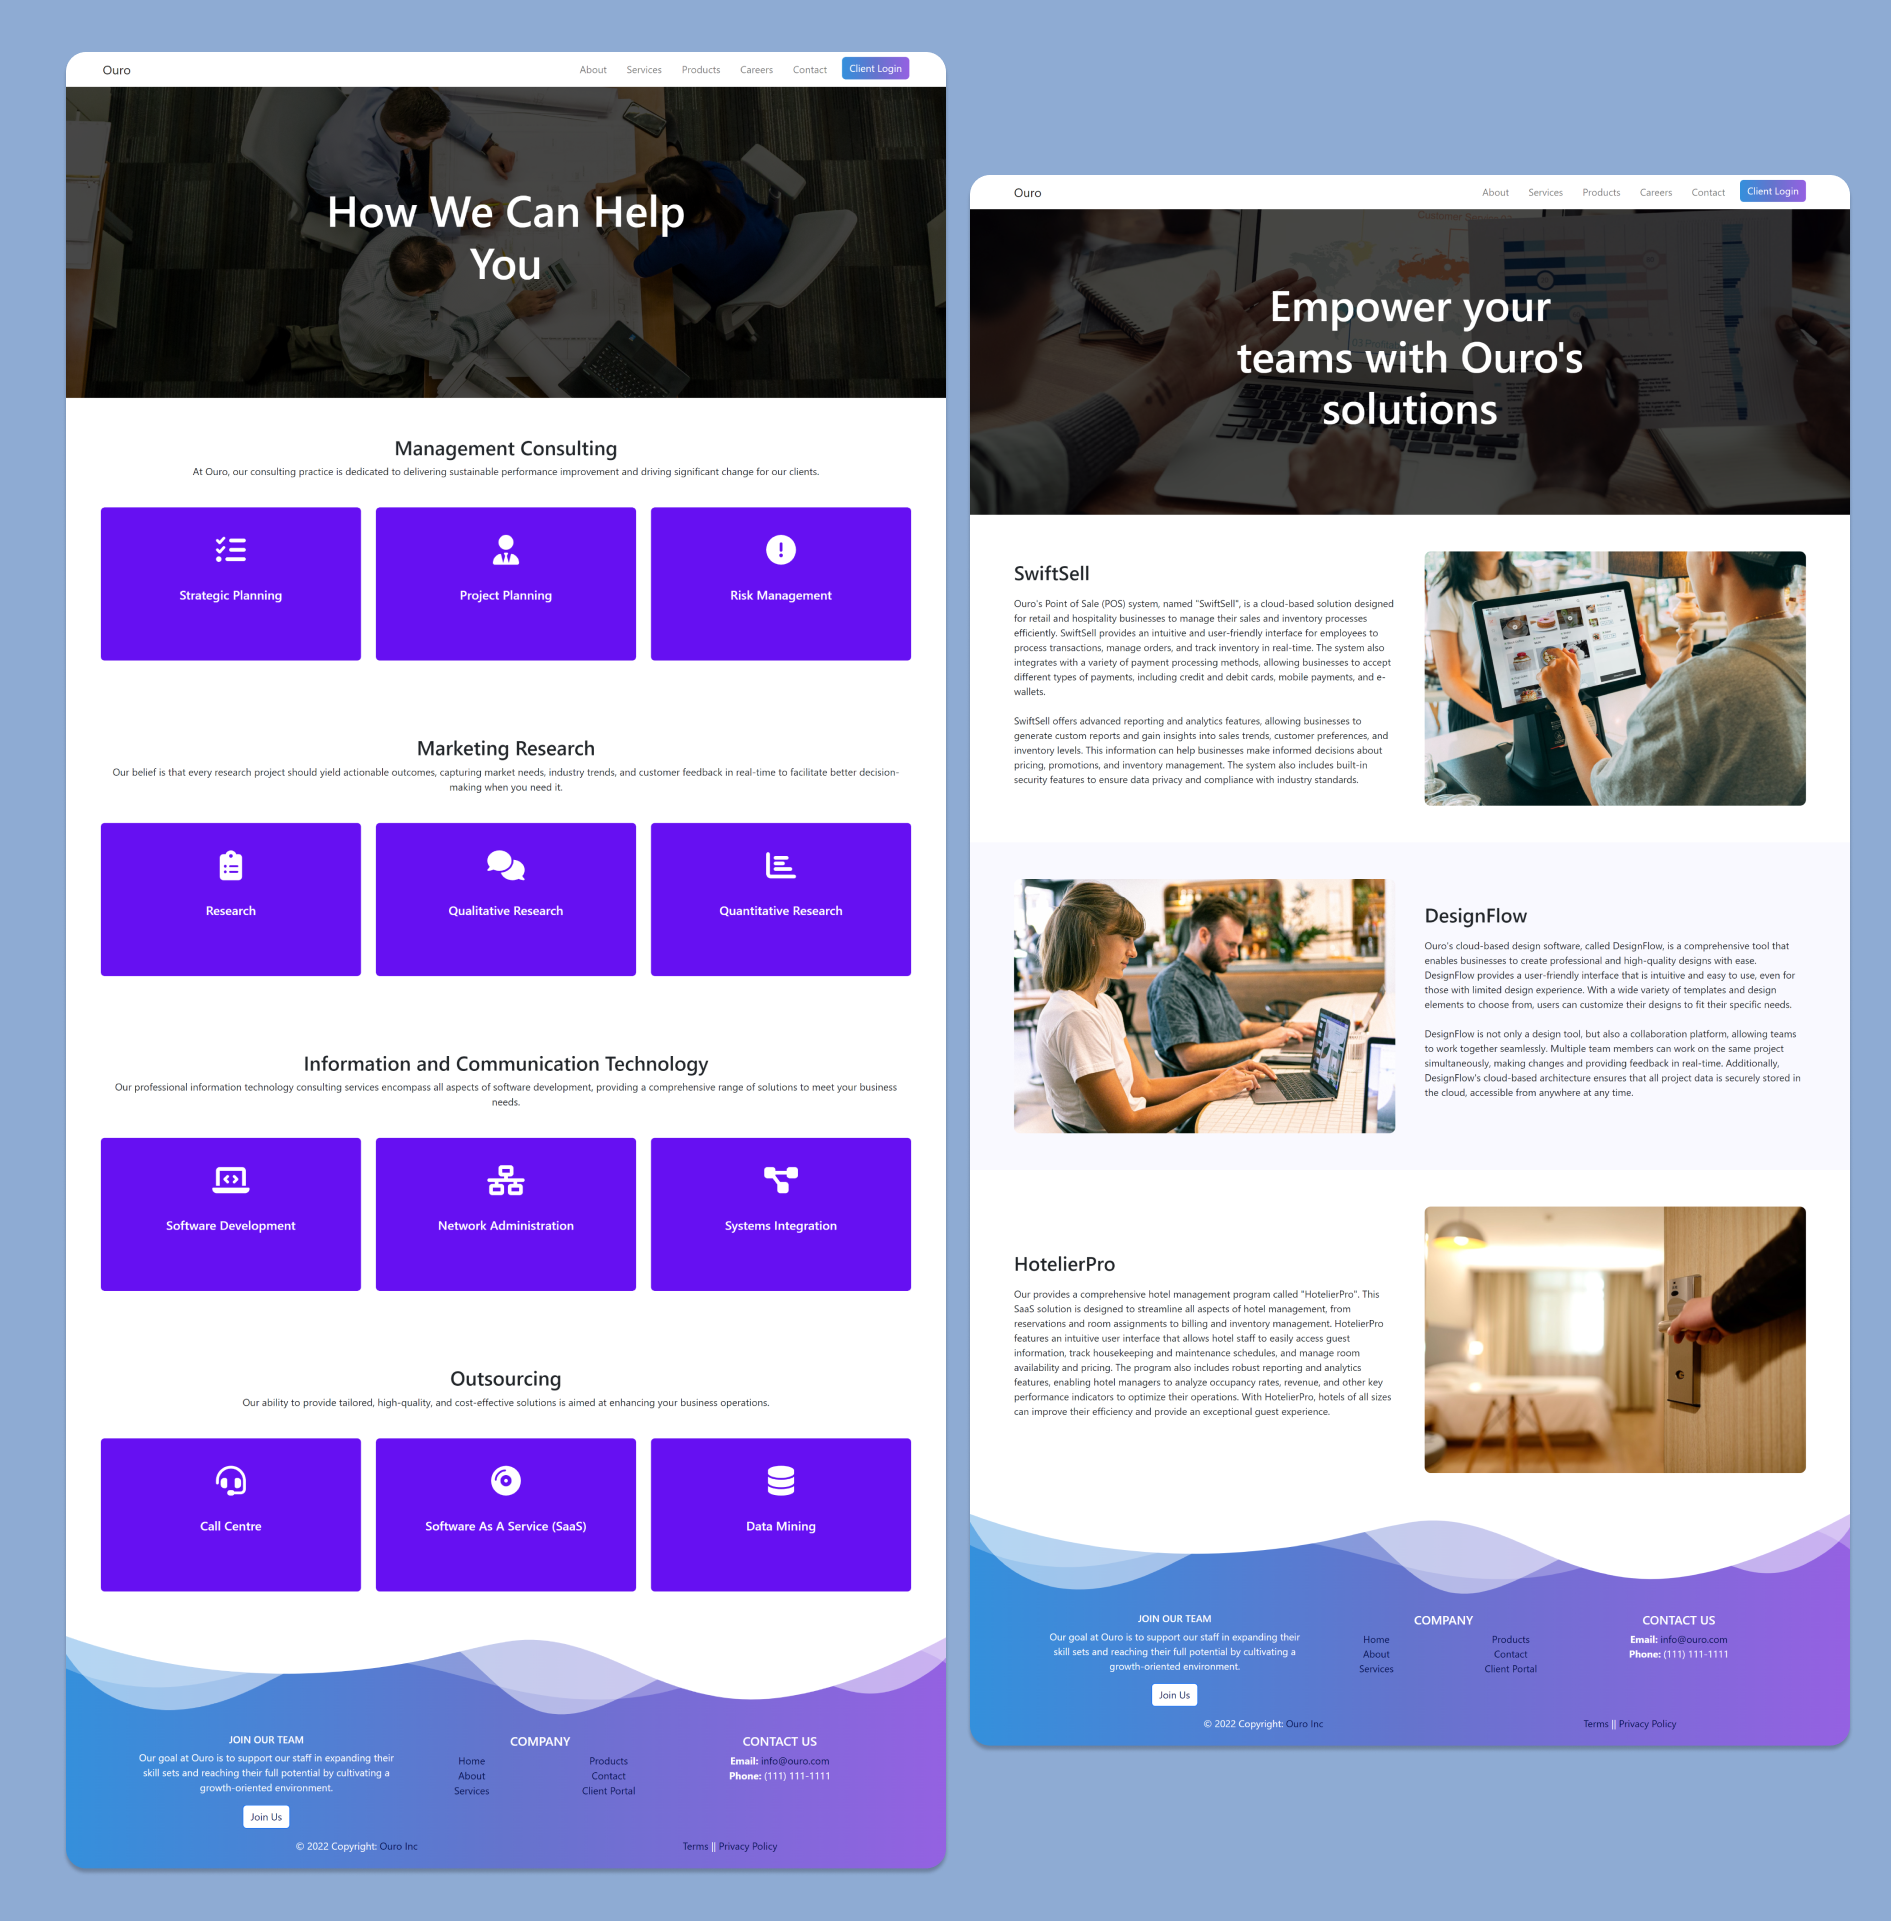 Ouro
About Services Products Careers Contact Client Login
How We Can Help
You
Management Consulting
At Ouro, our consulting practice is dedicated to delivering sustainable performance improvement and driving significant change for our clients.
Strategic Planning
Project Planning
Risk Management
Marketing Research
Our belief is that every research project should yield actionable outcomes, capturing market needs, industry trends, and customer feedback in real-time to facilitate better decision-
making when you need it.
Research
Qualitative Research
Quantitative Research
Information and Communication Technology
Our professional information technology consulting services encompass all aspects of software development, providing a comprehensive range of solutions to meet your business
needs.
Software Development
Network Administration
Systems Integration
Outsourcing
Our ability to provide tailored, high-quality, and cost-effective solutions is aimed at enhancing your business operations.
Call Centre
Software As A Service (SaaS)
Data Mining
JOIN OUR TEAM
Our goal at Ouro is to support our staff in expanding their
skill sets and reaching their full potential by cultivating a
growth-oriented environment.
Join Us
COMPANY
Home
About
Services
Products
Contact
Client Portal
CONTACT US
Email: info@ouro.com
Phone: (111) 111-1111
© 2022 Copyright: Ouro Inc
Terms || Privacy Policy
Ouro
About Services Products Careers Contact Client Login
Empower your
teams with Ouro's
solutions
SwiftSell
Ouro's Point of Sale (POS) system, named "SwiftSell", is a cloud-based solution designed
for retail and hospitality businesses to manage their sales and inventory processes
efficiently. SwiftSell provides an intuitive and user-friendly interface for employees to
process transactions, manage orders, and track inventory in real-time. The system also
integrates with a variety of payment processing methods, allowing businesses to accept
different types of payments, including credit and debit cards, mobile payments, and e-
wallets.
SwiftSell offers advanced reporting and analytics features, allowing businesses to
generate custom reports and gain insights into sales trends, customer preferences, and
inventory levels. This information can help businesses make informed decisions about
pricing, promotions, and inventory management. The system also includes built-in
security features to ensure data privacy and compliance with industry standards.
DesignFlow
Ouro's cloud-based design software, called DesignFlow, is a comprehensive tool that
enables businesses to create professional and high-quality designs with ease.
DesignFlow provides a user-friendly interface that is intuitive and easy to use, even for
those with limited design experience. With a wide variety of templates and design
elements to choose from, users can customize their designs to fit their specific needs.
DesignFlow is not only a design tool, but also a collaboration platform, allowing teams
to work together seamlessly. Multiple team members can work on the same project
simultaneously, making changes and providing feedback in real-time. Additionally,
DesignFlow's cloud-based architecture ensures that all project data is securely stored in
the cloud, accessible from anywhere at any time.
HotelierPro
Our provides a comprehensive hotel management program called "HotelierPro". This
SaaS solution is designed to streamline all aspects of hotel management, from
reservations and room assignments to billing and inventory management. HotelierPro
features an intuitive user interface that allows hotel staff to easily access guest
information, track housekeeping and maintenance schedules, and manage room
availability and pricing. The program also includes robust reporting and analytics
features, enabling hotel managers to analyze occupancy rates, revenue, and other key
performance indicators to optimize their operations. With HotelierPro, hotels of all sizes
can improve their efficiency and provide an exceptional guest experience.
JOIN OUR TEAM
Our goal at Ouro is to support our staff in expanding their
skill sets and reaching their full potential by cultivating a
growth-oriented environment.
Join Us
COMPANY
Home
About
Services
Products
Contact
Client Portal
CONTACT US
Email: info@ouro.com
Phone: (111) 111-1111
© 2022 Copyright: Ouro Inc
Terms || Privacy Policy